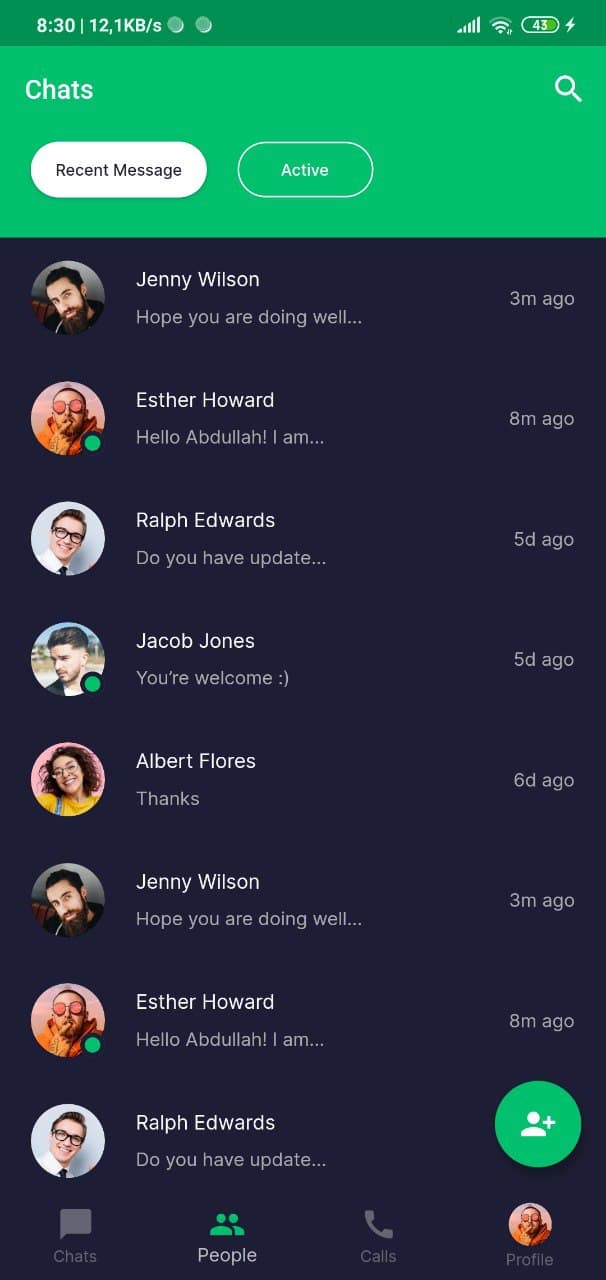 8:30 | 12,1KB/s 43
Chats
Recent Message Active
Jenny Wilson
Hope you are doing well... 3m ago
Esther Howard
Hello Abdullah! I am... 8m ago
Ralph Edwards
Do you have update... 5d ago
Jacob Jones
You’re welcome :) 5d ago
Albert Flores
Thanks 6d ago
Jenny Wilson
Hope you are doing well... 3m ago
Esther Howard
Hello Abdullah! I am... 8m ago
Ralph Edwards
Do you have update...
Chats People Calls Profile